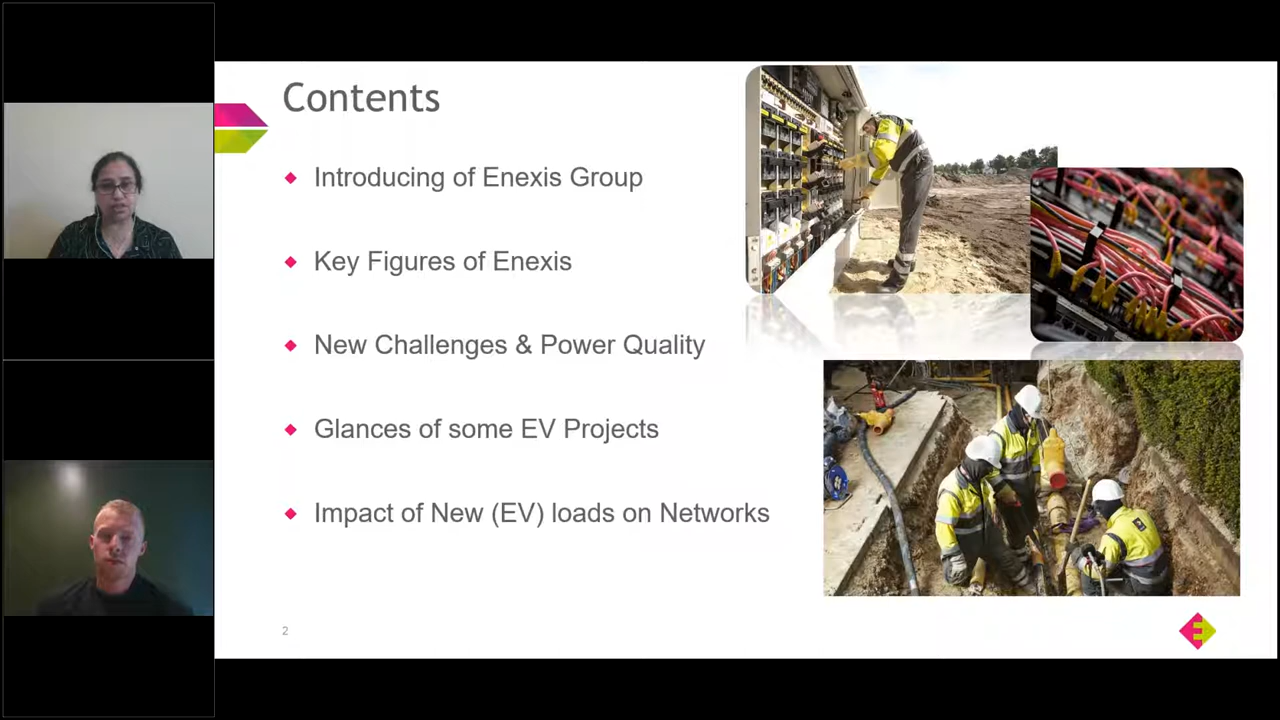 Contents
Introducing of Enexis Group
Key Figures of Enexis
New Challenges & Power Quality
Glances of some EV Projects
Impact of New (EV) loads on Networks
2